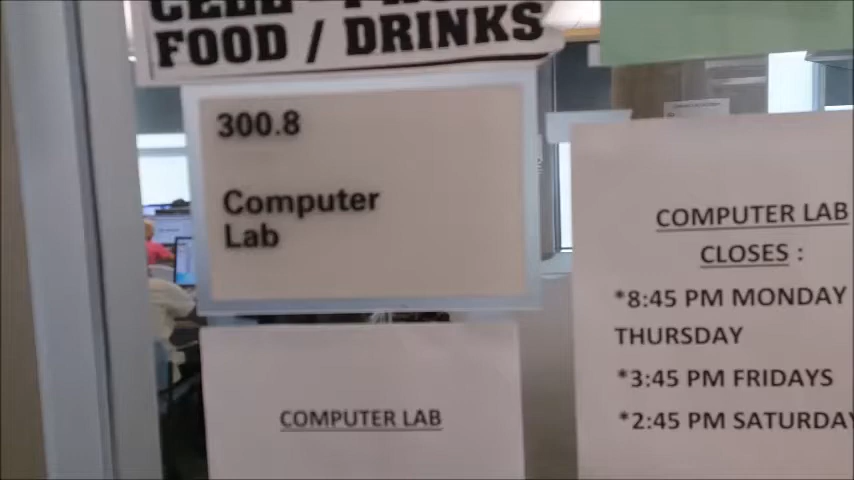 FOOD / DRINKS
300.8
Computer
Lab
COMPUTER LAB
COMPUTER LAB
CLOSES :
*8:45 PM MONDAY
THURSDAY
*3:45 PM FRIDAYS
*2:45 PM SATURDAY